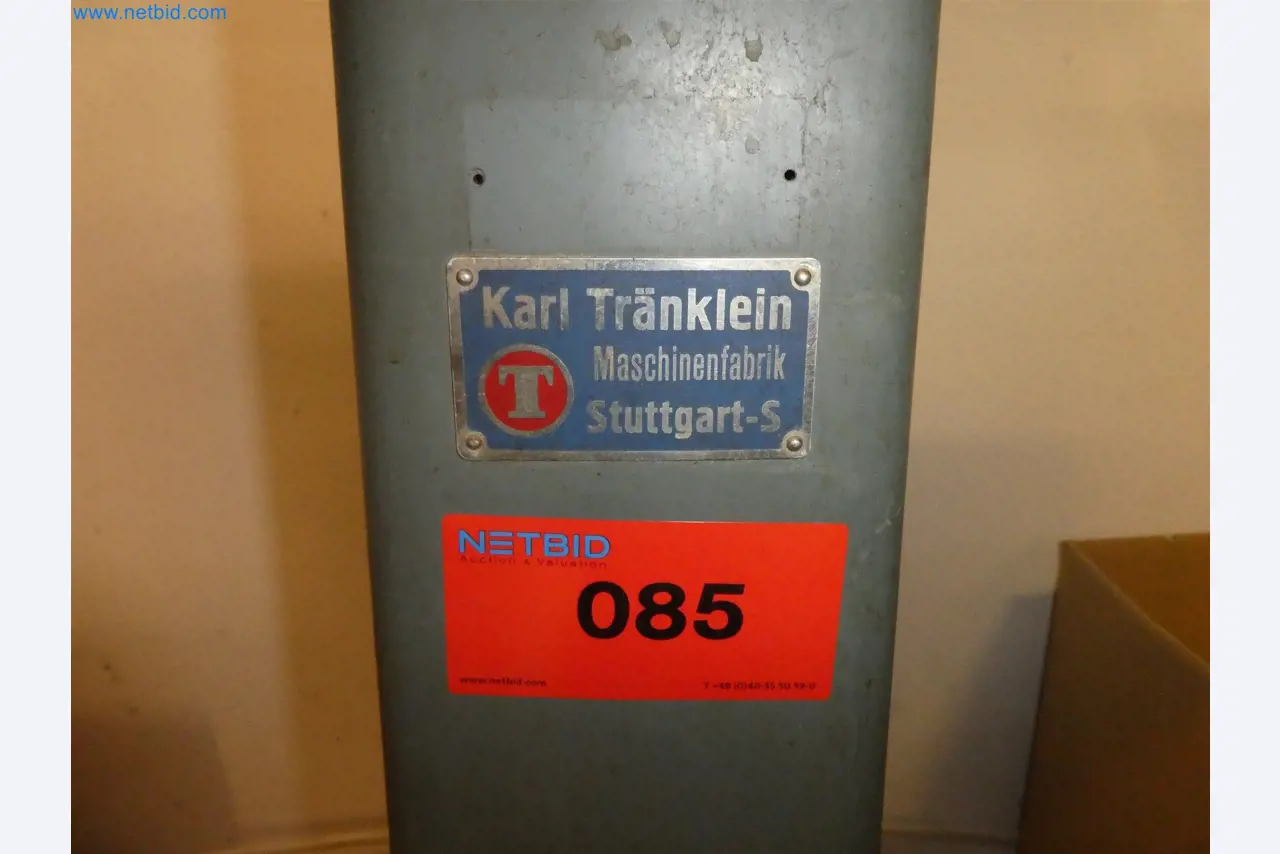 www.netbid.com
Karl Tränklein
T
Maschinenfabrik
Stuttgart-S
NETBID
Auction & Valuation
085
www.netbid.com